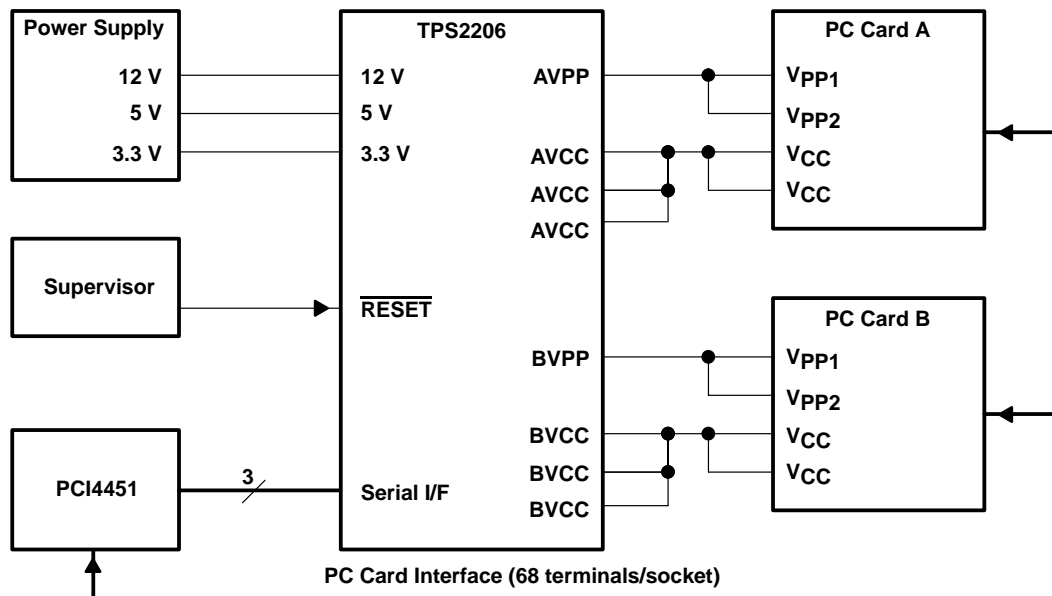 Power Supply
12 V
5 V
3.3 V
Supervisor
PCI4451
3
TPS2206
12 V
5 V
3.3 V
RESET
Serial I/F
AVPP
AVCC
AVCC
AVCC
BVPP
BVCC
BVCC
BVCC
PC Card A
VPP1
VPP2
VCC
VCC
PC Card B
VPP1
VPP2
VCC
VCC
PC Card Interface (68 terminals/socket)